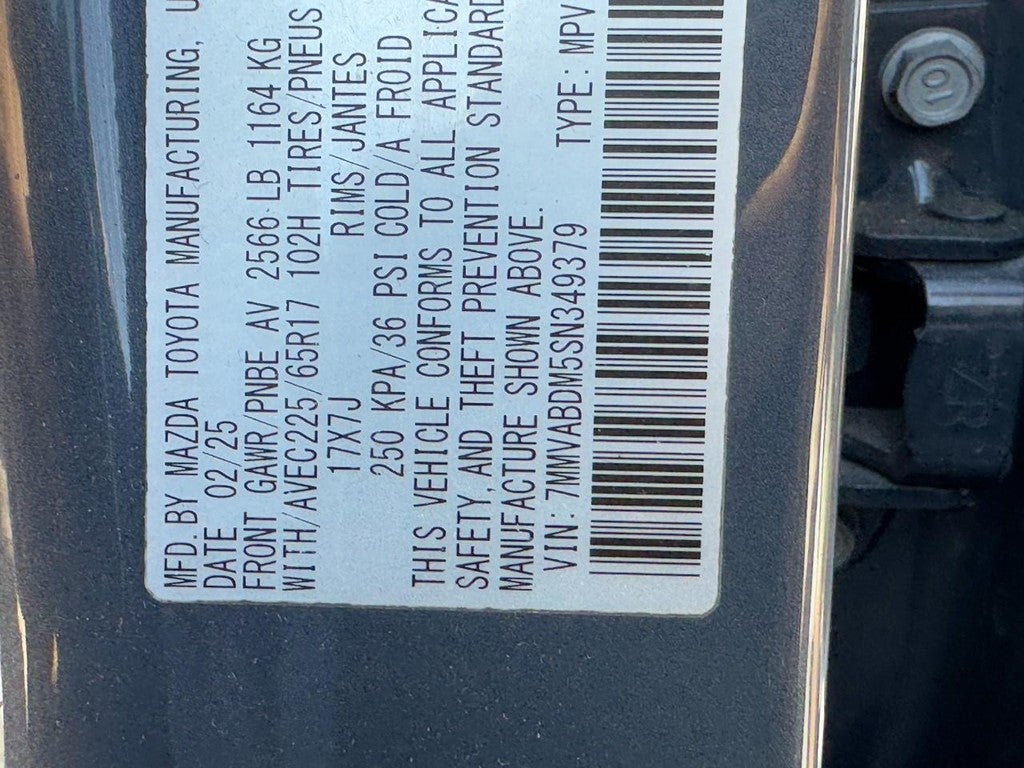 MFD. BY MAZDA TOYOTA MANUFACTURING, U
DATE 02/25
FRONT GAWR/PNBE AV 2566 LB 1164 KG
WITH/AVEC225/65R17 102H TIRES/PNEUS
17X7J RIMS/JANTES
250 KPA/36 PSI COLD/A FROID
THIS VEHICLE CONFORMS TO ALL APPLICA
SAFETY, AND THEFT PREVENTION STANDARD
MANUFACTURE SHOWN ABOVE.
VIN: 7MMVABDM5SN349379 TYPE: MPV
10